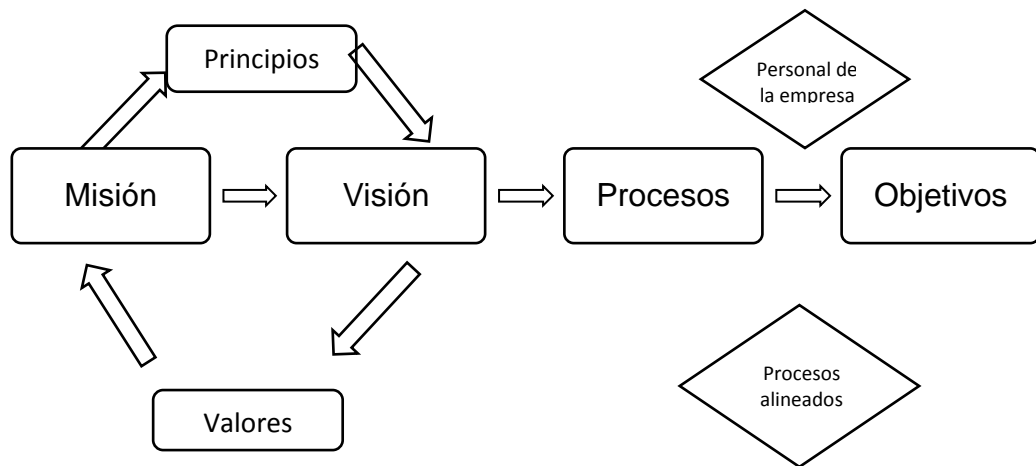 Principios
Personal de
la empresa
Misión
Visión
Procesos
Objetivos
Procesos
alineados
Valores